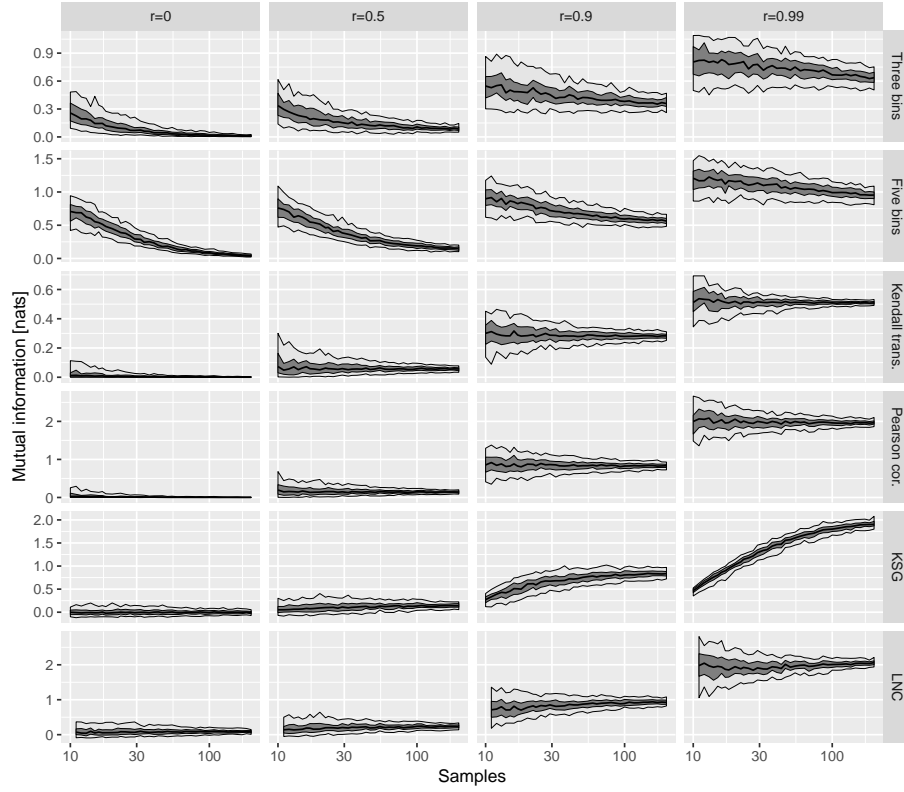 r=0 r=0.5 r=0.9 r=0.99
Mutual information [nats]
0.9
0.6
0.3
0.0
Three bins
1.5
1.0
0.5
0.0
Five bins
0.6
0.4
0.2
0.0
Kendall trans.
2
1
0
Pearson cor.
2.0
1.5
1.0
0.5
0.0
KSG
2
1
0
LNC
10 30 100 10 30 100 10 30 100 10 30 100
Samples